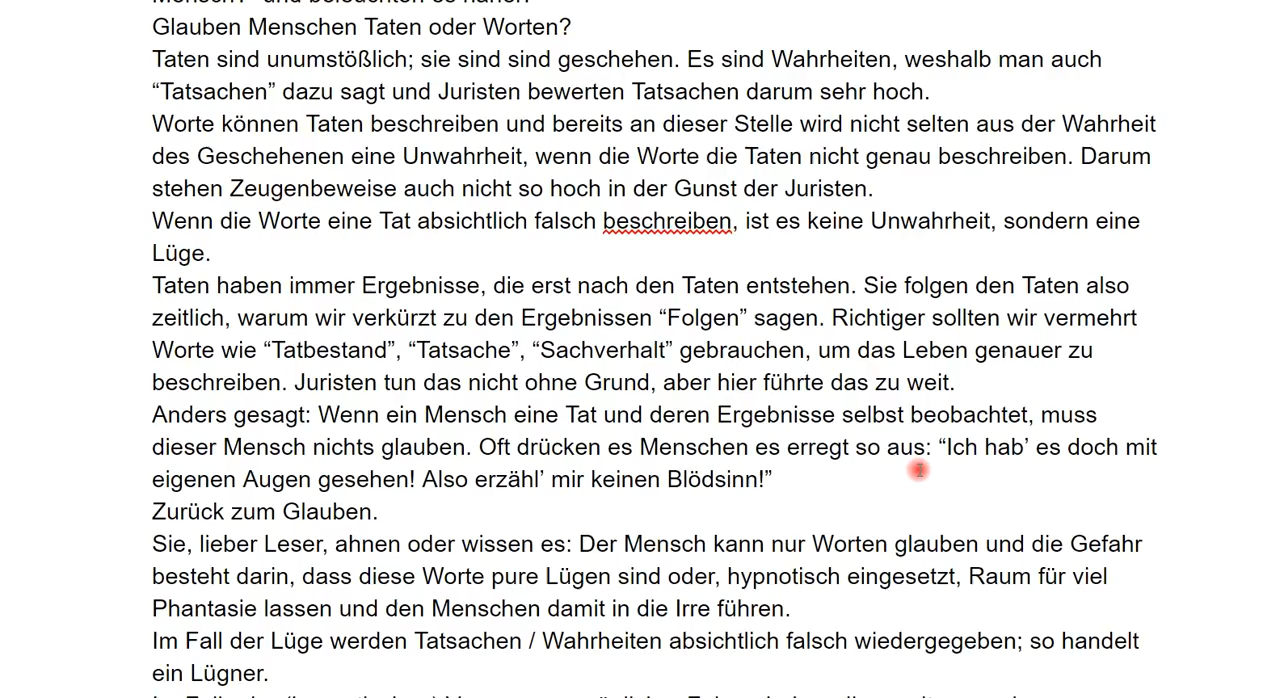 Glauben Menschen Taten oder Worten?
Taten sind unumstößlich; sie sind sind geschehen. Es sind Wahrheiten, weshalb man auch
“Tatsachen” dazu sagt und Juristen bewerten Tatsachen darum sehr hoch.
Worte können Taten beschreiben und bereits an dieser Stelle wird nicht selten aus der Wahrheit
des Geschehenen eine Unwahrheit, wenn die Worte die Taten nicht genau beschreiben. Darum
stehen Zeugenbeweise auch nicht so hoch in der Gunst der Juristen.
Wenn die Worte eine Tat absichtlich falsch beschreiben, ist es keine Unwahrheit, sondern eine
Lüge.
Taten haben immer Ergebnisse, die erst nach den Taten entstehen. Sie folgen den Taten also
zeitlich, warum wir verkürzt zu den Ergebnissen “Folgen” sagen. Richtiger sollten wir vermehrt
Worte wie “Tatbestand”, “Tatsache”, “Sachverhalt” gebrauchen, um das Leben genauer zu
beschreiben. Juristen tun das nicht ohne Grund, aber hier führte das zu weit.
Anders gesagt: Wenn ein Mensch eine Tat und deren Ergebnisse selbst beobachtet, muss
dieser Mensch nichts glauben. Oft drücken es Menschen es erregt so aus: “Ich hab’ es doch mit
eigenen Augen gesehen! Also erzähl’ mir keinen Blödsinn!”
Zurück zum Glauben.
Sie, lieber Leser, ahnen oder wissen es: Der Mensch kann nur Worten glauben und die Gefahr
besteht darin, dass diese Worte pure Lügen sind oder, hypnotisch eingesetzt, Raum für viel
Phantasie lassen und den Menschen damit in die Irre führen.
Im Fall der Lüge werden Tatsachen / Wahrheiten absichtlich falsch wiedergegeben; so handelt
ein Lügner.